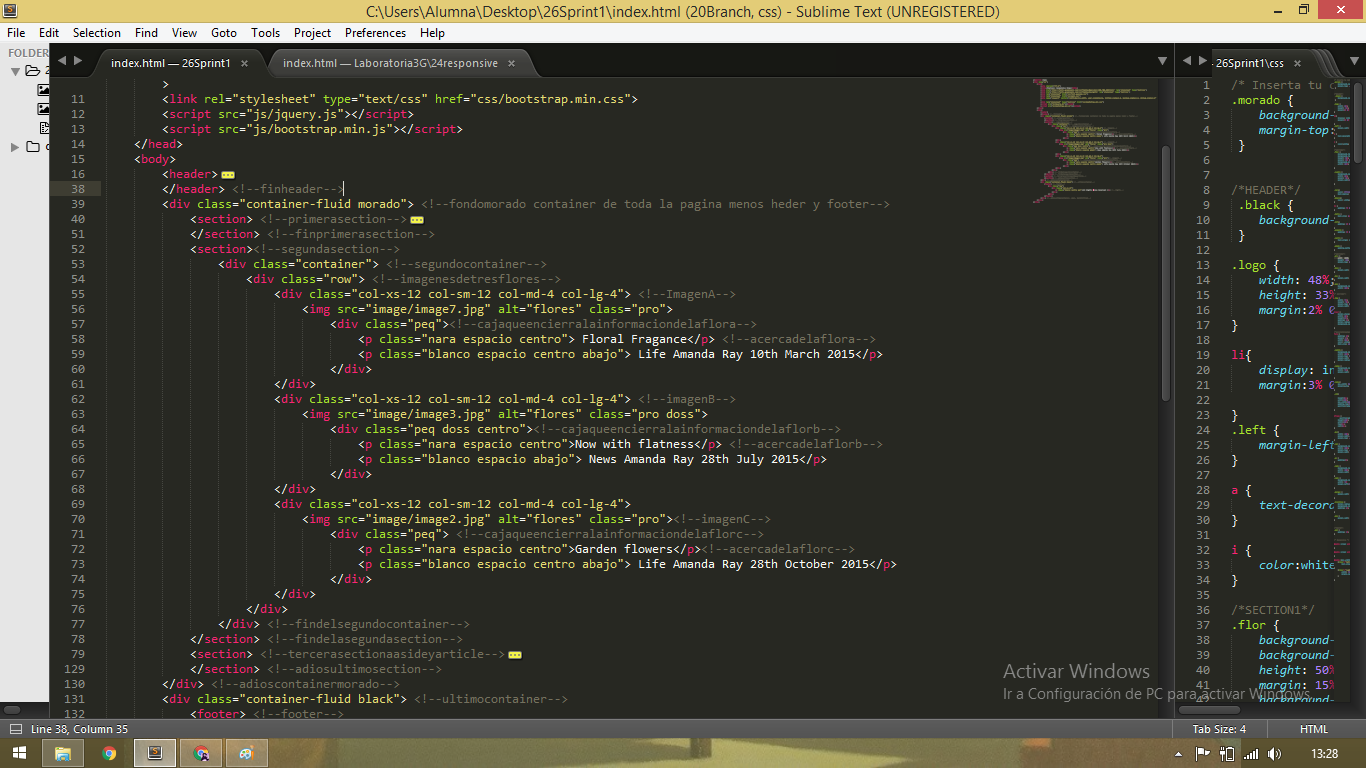 C:\Users\Alumna\Desktop\26Sprint1\index.html (20Branch, css) - Sublime Text (UNREGISTERED)
File Edit Selection Find View Goto Tools Project Preferences Help
FOLDER
index.html — 26Sprint1 ×
index.html — Laboratoria3G\24responsive ×
26Sprint1\css ×
>
11 <link rel="stylesheet" type="text/css" href="css/bootstrap.min.css">
12 <script src="js/jquery.js"></script>
13 <script src="js/bootstrap.min.js"></script>
14 </head>
15 <body>
16 <header>
38 </header> <!--finheader-->
39 <div class="container-fluid morado"> <!--fondomorado container de toda la pagina menos heder y footer-->
40 <section> <!--primerasection-->
51 </section> <!--finprimerasection-->
52 <section><!--segundasection-->
53 <div class="container"> <!--segundocontainer-->
54 <div class="row"> <!--imagenesdetresflores-->
55 <div class="col-xs-12 col-sm-12 col-md-4 col-lg-4"> <!--ImagenA-->
56 <img src="image/image7.jpg" alt="flores" class="pro">
57 <div class="peq"><!--cajaqueencierralainformaciondelaflora-->
58 <p class="nara espacio centro"> Floral Fragance</p> <!--acercadelaflora-->
59 <p class="blanco espacio centro abajo"> Life Amanda Ray 10th March 2015</p>
60 </div>
61 </div>
62 <div class="col-xs-12 col-sm-12 col-md-4 col-lg-4"> <!--imagenB-->
63 <img src="image/image3.jpg" alt="flores" class="pro doss">
64 <div class="peq doss centro"><!--cajaqueencierralainformaciondelaflorb-->
65 <p class="nara espacio centro">Now with flatness</p> <!--acercadelaflorb-->
66 <p class="blanco espacio abajo"> News Amanda Ray 28th July 2015</p>
67 </div>
68 </div>
69 <div class="col-xs-12 col-sm-12 col-md-4 col-lg-4">
70 <img src="image/image2.jpg" alt="flores" class="pro"><!--imagenC-->
71 <div class="peq"> <!--cajaqueencierralainformaciondelaflorc-->
72 <p class="nara espacio centro">Garden flowers</p><!--acercadelaflorc-->
73 <p class="blanco espacio centro abajo"> Life Amanda Ray 28th October 2015</p>
74 </div>
75 </div>
76 </div>
77 </div> <!--findelsegundocontainer-->
78 </section> <!--findelasegundasection-->
79 <section> <!--tercerasectionaasideyarticle-->
129 </section> <!--adiosultimosection-->
130 </div> <!--adioscontainermorado-->
131 <div class="container-fluid black"> <!--ultimocontainer-->
132 <footer> <!--footer-->
1 /* Inserta tu
2 .morado {
3 background-
4 margin-top:
5 }
6
7
8 /*HEADER*/
9 .black {
10 background-
11 }
12
13 .logo {
14 width: 48%;
15 height: 33%
16 margin:2%
17 }
18
19 li{
20 display:
21 margin:3%
22
23 }
24 .left {
25 margin-left
26 }
27
28 a {
29 text-decora
30 }
31
32 i {
33 color:white
34 }
35
36 /*SECTION1*/
37 .flor {
38 background-
39 background-
40 height: 50%
41 margin: 15%
42 background-
Activar Windows
Ir a Configuración de PC para activar Windows.
Line 38, Column 35
Tab Size: 4
HTML
13:28